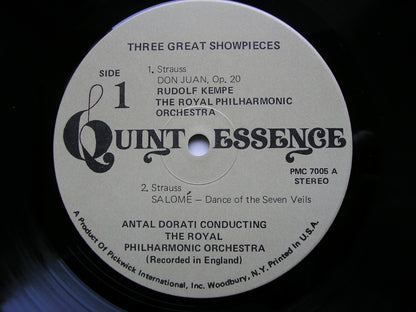 THREE GREAT SHOWPIECES
SIDE
1
1. Strauss
DON JUAN, Op. 20
RUDOLF KEMPE
THE ROYAL PHILHARMONIC
ORCHESTRA
QUINTESSENCE
PMC 7005 A
STEREO
2. Strauss
SALOMÉ – Dance of the Seven Veils
ANTAL DORATI CONDUCTING
THE ROYAL
PHILHARMONIC ORCHESTRA
(Recorded in England)
A Product Of Pickwick International, Inc. Woodbury, N.Y. Printed In U.S.A.